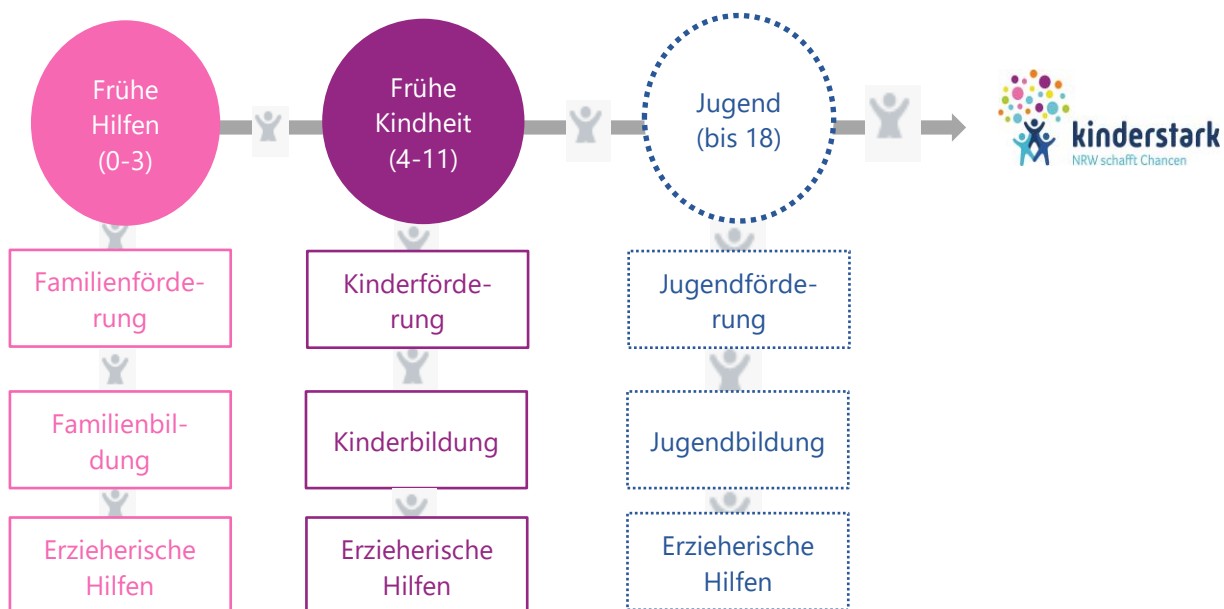 Frühe
Hilfen
(0-3)
Frühe
Kindheit
(4-11)
Jugend
(bis 18)
kinderstark
NRW schafft Chancen
Familienförde-
rung
Kinderförde-
rung
Jugendförde-
rung
Familienbil-
dung
Kinderbildung
Jugendbildung
Erzieherische
Hilfen
Erzieherische
Hilfen
Erzieherische
Hilfen